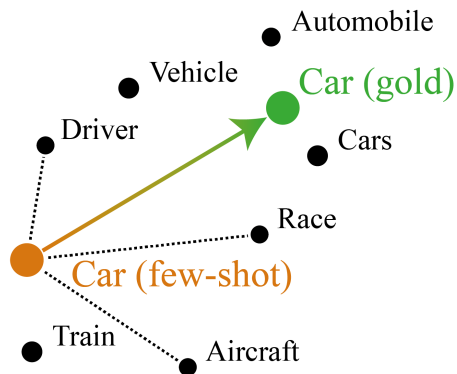 Automobile
Vehicle
Car (gold)
Driver
Cars
Race
Car (few-shot)
Train
Aircraft